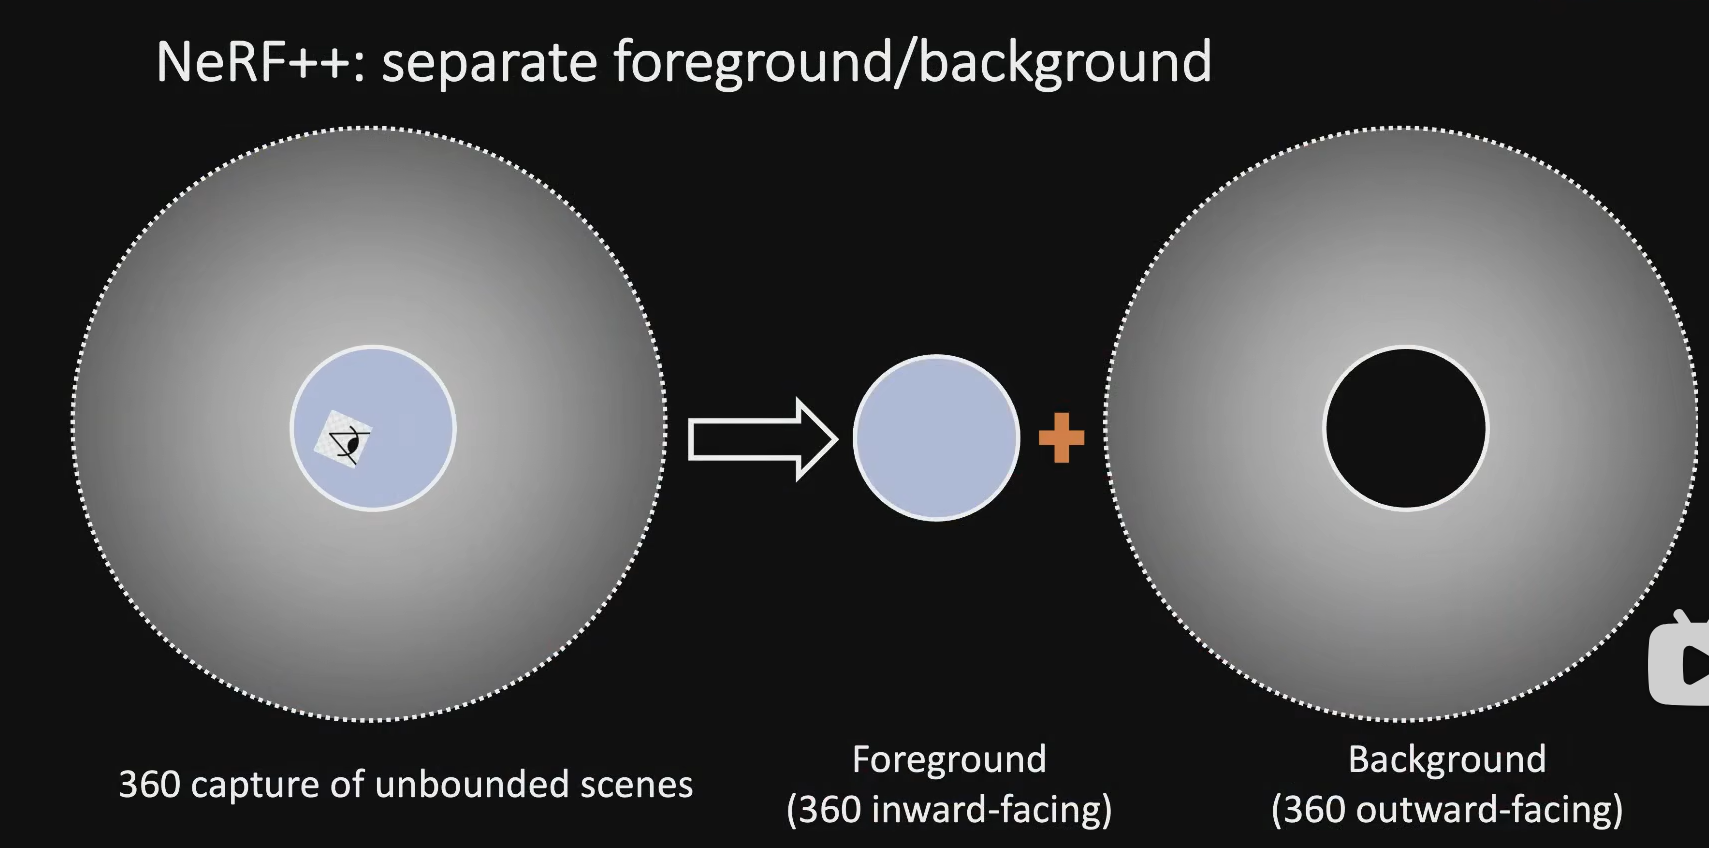 NeRF++: separate foreground/background
360 capture of unbounded scenes
Foreground
(360 inward-facing)
Background
(360 outward-facing)